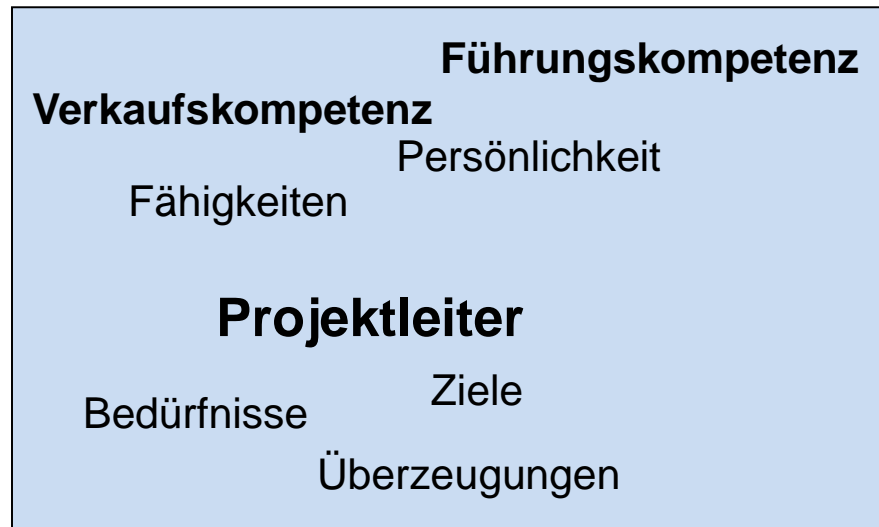 Führungskompetenz
Verkaufskompetenz
Persönlichkeit
Fähigkeiten
Projektleiter
Ziele
Bedürfnisse
Überzeugungen